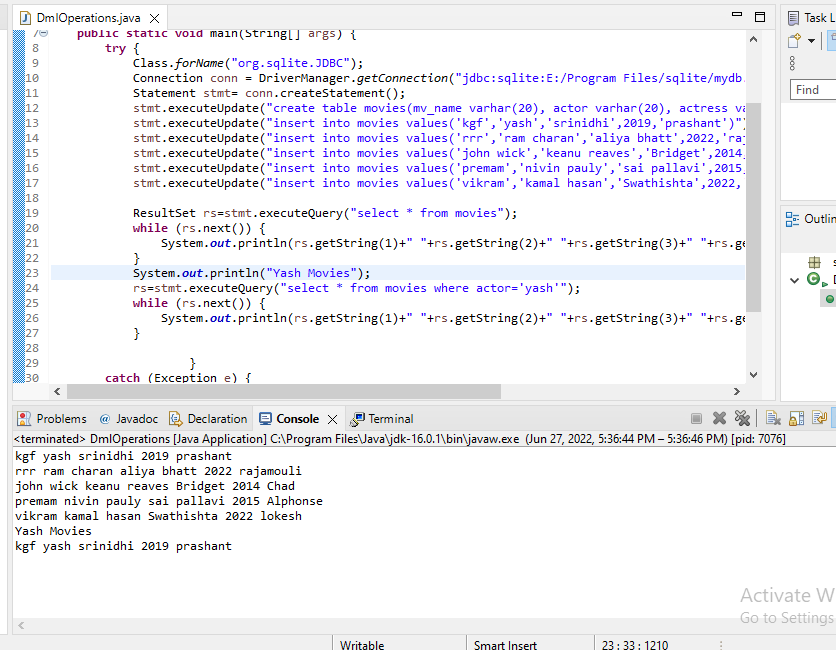 DmlOperations.java
Task L
7 public static void main(String[] args) {
8 try {
9 Class.forName("org.sqlite.JDBC");
10 Connection conn = DriverManager.getConnection("jdbc:sqlite:E:/Program Files/sqlite/mydb.
11 Statement stmt= conn.createStatement();
12 stmt.executeUpdate("create table movies(mv_name varhar(20), actor varhar(20), actress va
13 stmt.executeUpdate("insert into movies values('kgf','yash','srinidhi',2019,'prashant')")
14 stmt.executeUpdate("insert into movies values('rrr','ram charan','aliya bhatt',2022,'raj
15 stmt.executeUpdate("insert into movies values('john wick','keanu reaves','Bridget',2014,
16 stmt.executeUpdate("insert into movies values('premam','nivin pauly','sai pallavi',2015,
17 stmt.executeUpdate("insert into movies values('vikram','kamal hasan','Swathishta',2022,
18
19 ResultSet rs=stmt.executeQuery("select * from movies");
20 while (rs.next()) {
21 System.out.println(rs.getString(1)+" "+rs.getString(2)+" "+rs.getString(3)+" "+rs.ge
22 }
23 System.out.println("Yash Movies");
24 rs=stmt.executeQuery("select * from movies where actor='yash'");
25 while (rs.next()) {
26 System.out.println(rs.getString(1)+" "+rs.getString(2)+" "+rs.getString(3)+" "+rs.ge
27 }
28
29 }
30 catch (Exception e) {
Find
Outlin
Problems @ Javadoc Declaration Console Terminal
<terminated> DmlOperations [Java Application] C:\Program Files\Java\jdk-16.0.1\bin\javaw.exe (Jun 27, 2022, 5:36:44 PM – 5:36:46 PM) [pid: 7076]
kgf yash srinidhi 2019 prashant
rrr ram charan aliya bhatt 2022 rajamouli
john wick keanu reaves Bridget 2014 Chad
premam nivin pauly sai pallavi 2015 Alphonse
vikram kamal hasan Swathishta 2022 lokesh
Yash Movies
kgf yash srinidhi 2019 prashant
Activate W
Go to Settings
Writable Smart Insert 23 : 33 : 1210